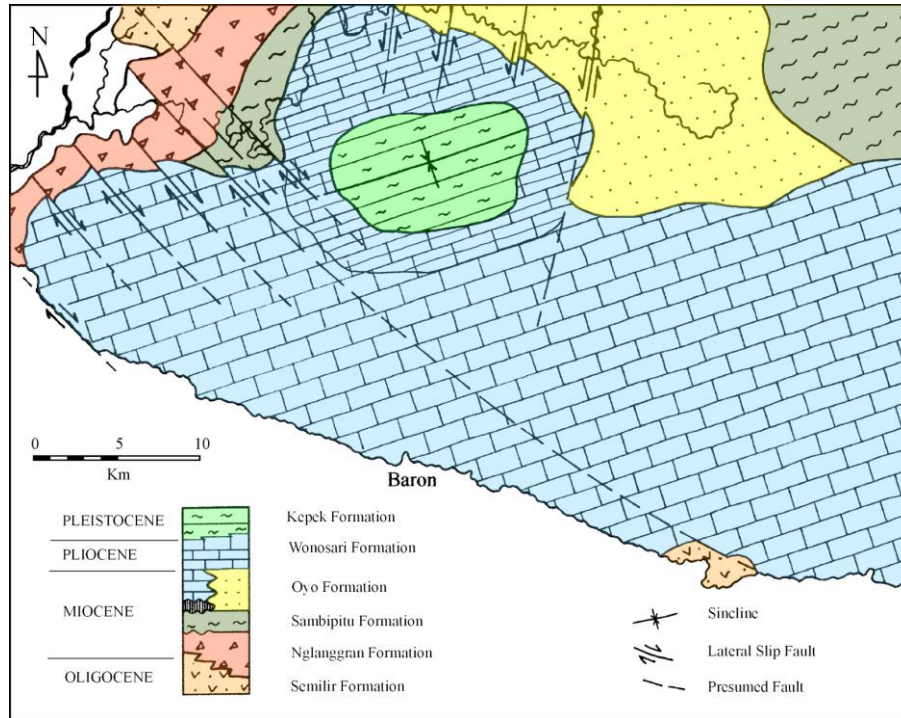 N
0 5 10
Km
Baron
PLEISTOCENE
PLIOCENE
MIOCENE
OLIGOCENE
Kepek Formation
Wonosari Formation
Oyo Formation
Sambipitu Formation
Nglanggran Formation
Semilir Formation
Sincline
Lateral Slip Fault
Presumed Fault